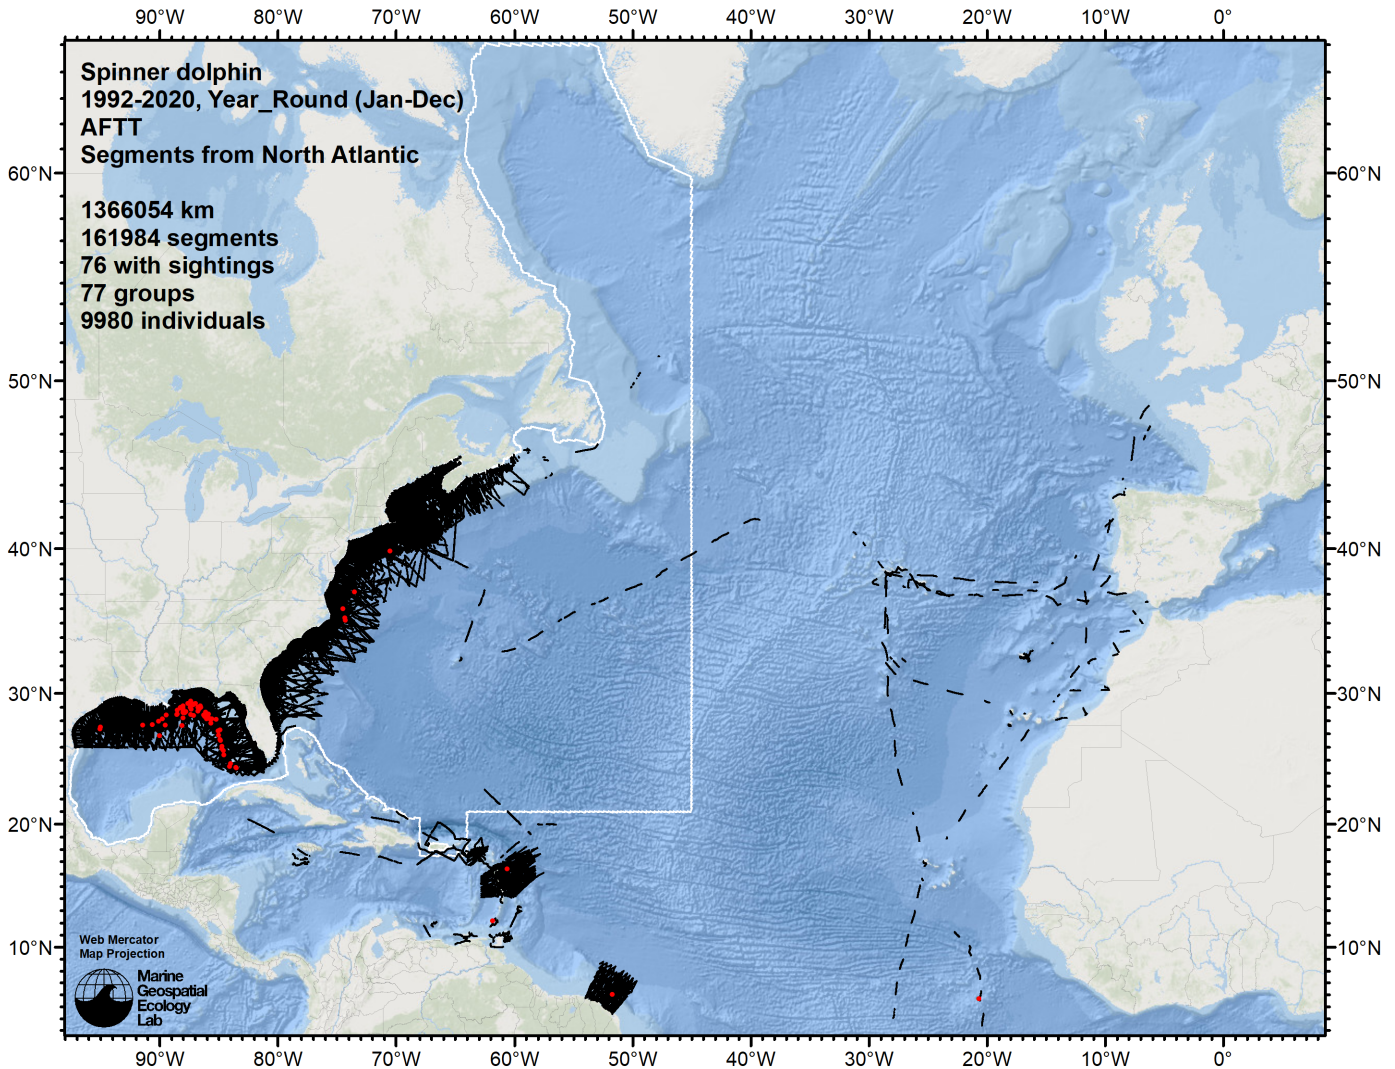 90°W 80°W 70°W 60°W 50°W 40°W 30°W 20°W 10°W 0°
Spinner dolphin
1992-2020, Year_Round (Jan-Dec)
AFTT
Segments from North Atlantic
60°N 60°N
1366054 km
161984 segments
76 with sightings
77 groups
9980 individuals
50°N 50°N
40°N 40°N
30°N 30°N
20°N 20°N
10°N 10°N
Web Mercator
Map Projection
Marine
Geospatial
Ecology
Lab
90°W 80°W 70°W 60°W 50°W 40°W 30°W 20°W 10°W 0°